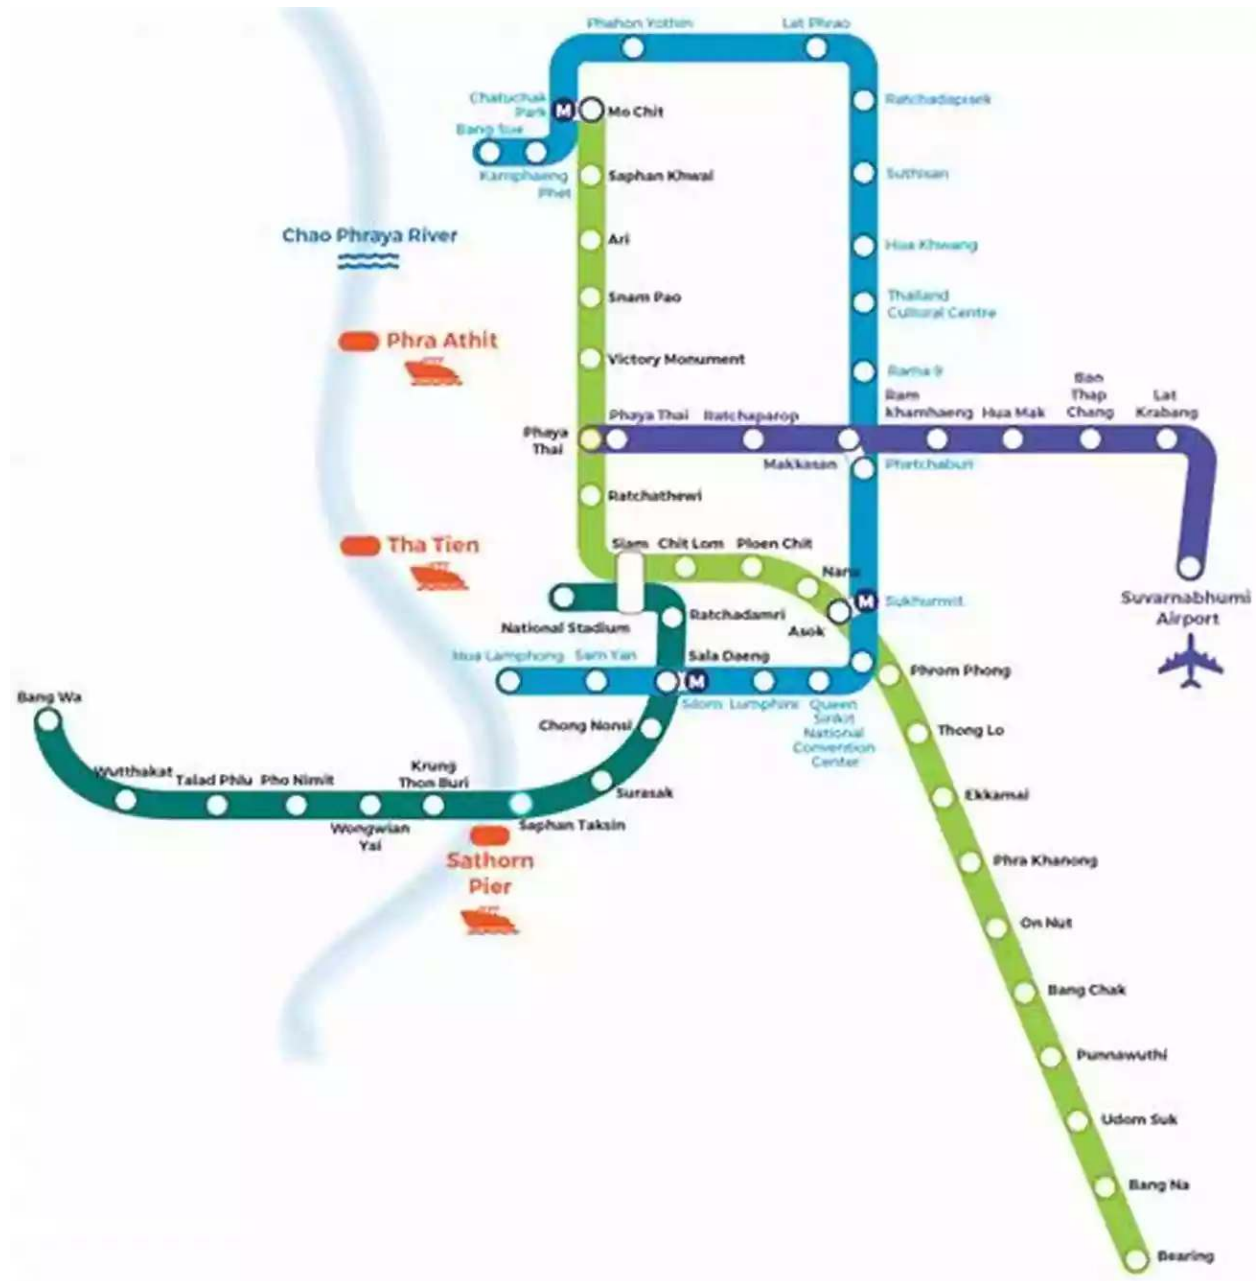 Phahon Yothin
Lat Phrao
Chatuchak
Park
M
Mo Chit
Ratchadapisek
Bang Sue
Kamphaeng
Phet
Saphan Khwai
Suthisan
Chao Phraya River
Ari
Hua Khwang
Snam Pao
Thailand
Cultural Centre
Phra Athit
Victory Monument
Rama 9
Phaya
Thai
Phaya Thai
Ratchaprarop
Ram
khamhaeng
Hua Mak
Ban
Thap
Chang
Lat
Krabang
Makkasan
Phetchaburi
Ratchathewi
Tha Tien
Siam
Chit Lom
Ploen Chit
Nana
M
Sukhumvit
Asok
Suvarnabhumi
Airport
National Stadium
Ratchadamri
Hua Lamphong
Sam Yan
Sala Daeng
M
Silom
Lumphini
Queen
Sirikit
National
Convention
Center
Phrom Phong
Bang Wa
Chong Nonsi
Thong Lo
Wutthakat
Talad Phlu
Pho Nimit
Krung
Thon Buri
Surasak
Ekkamai
Wongwian
Yai
Saphan Taksin
Sathorn
Pier
Phra Khanong
On Nut
Bang Chak
Punnawuthi
Udom Suk
Bang Na
Bearing